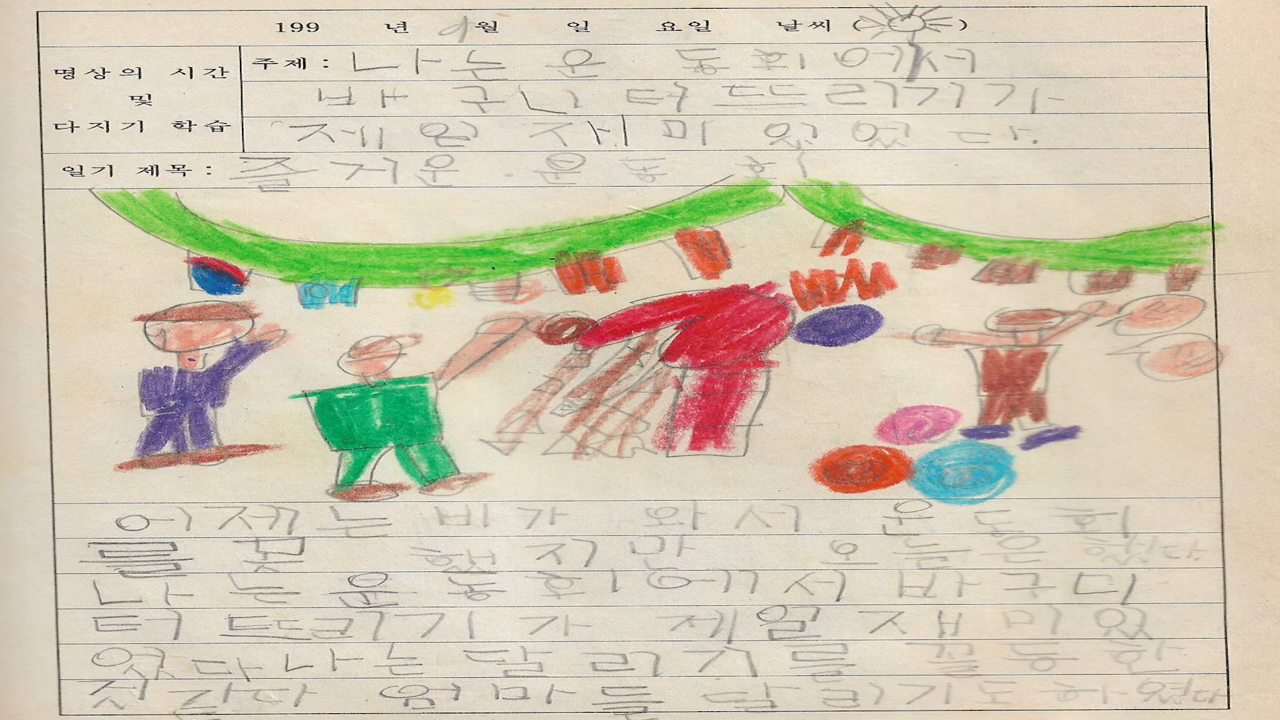 199 년 9월 일 요일 날씨 ( )
명상의 시간 및 다지기 학습
주제 : 나는 운동회에서
바구니 터뜨리기가
제일 재미있었다.
일기 제목 : 즐거운 운동회
어제는 비가 와서 운동회
를 못 했지만 오늘은 했다
나는 운동회에서 바구니
터뜨리기가 제일 재미있
었다 나는 달리기를 꼴등한
것 같다 엄마들 달리기도 하였다